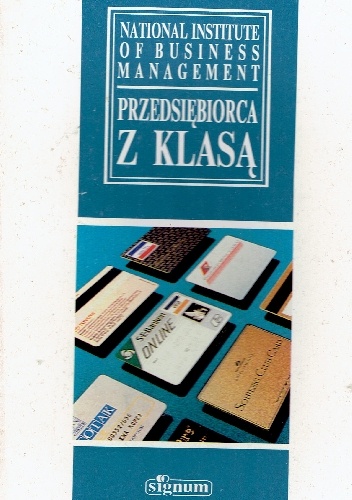 NATIONAL INSTITUTE
OF BUSINESS
MANAGEMENT
PRZEDSIĘBIORCA
Z KLASĄ
ONLINE
signum